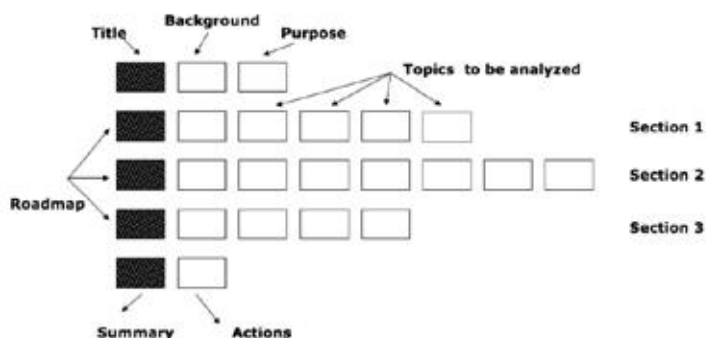 Background
Title
Purpose
Topics to be analyzed
Section 1
Section 2
Roadmap
Section 3
Summary
Actions